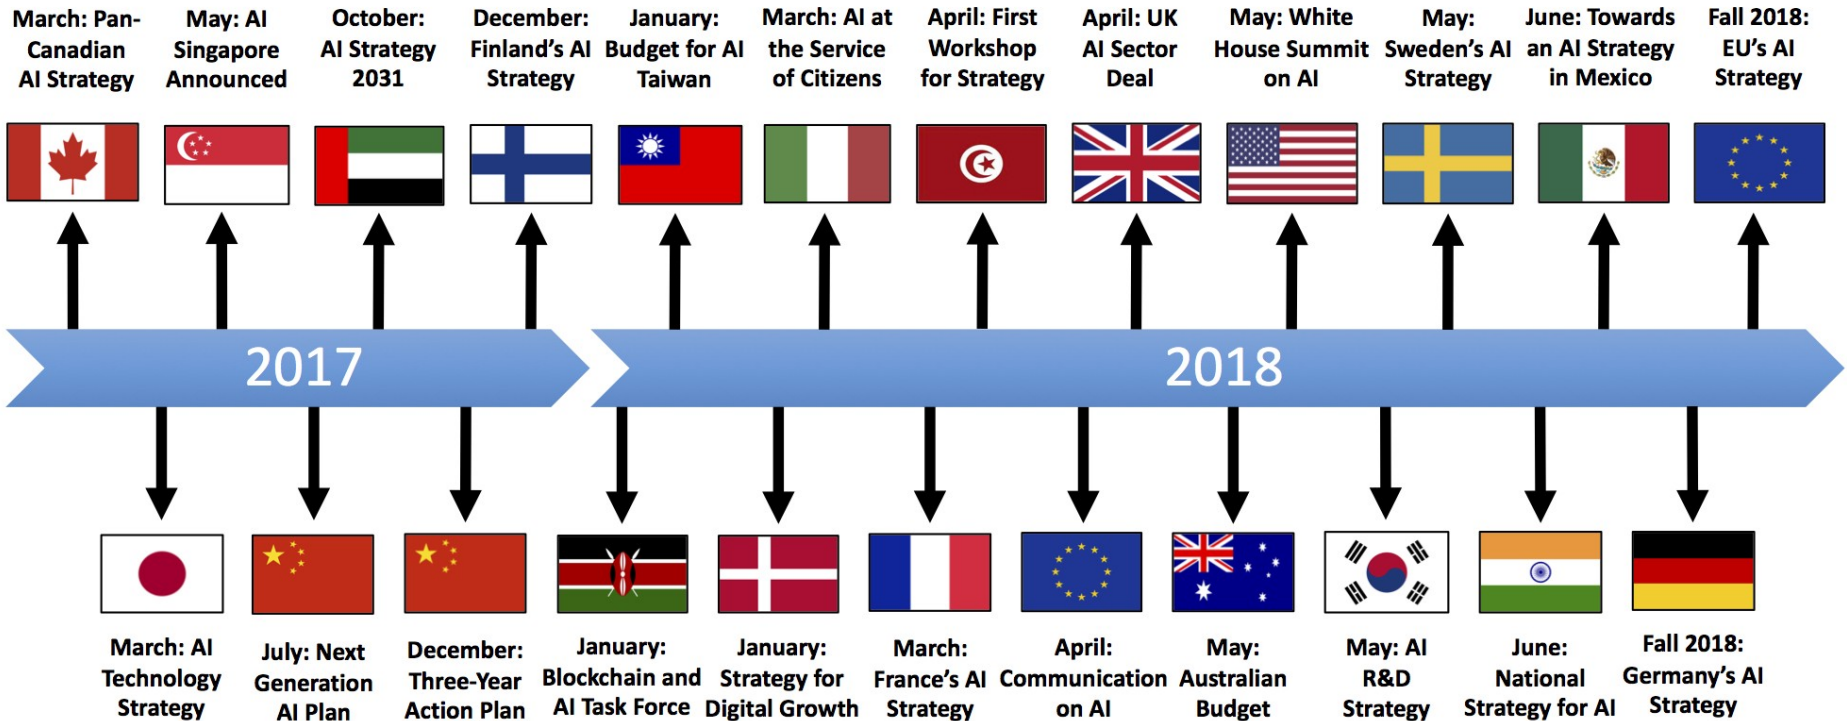 March: Pan-
Canadian
AI Strategy
May: AI
Singapore
Announced
October:
AI Strategy
2031
December:
Finland’s AI
Strategy
January:
Budget for AI
Taiwan
March: AI at
the Service
of Citizens
April: First
Workshop
for Strategy
April: UK
AI Sector
Deal
May: White
House Summit
on AI
May:
Sweden’s AI
Strategy
June: Towards
an AI Strategy
in Mexico
Fall 2018:
EU’s AI
Strategy
2017
2018
March: AI
Technology
Strategy
July: Next
Generation
AI Plan
December:
Three-Year
Action Plan
January:
Blockchain and
AI Task Force
January:
Strategy for
Digital Growth
March:
France’s AI
Strategy
April:
Communication
on AI
May:
Australian
Budget
May: AI
R&D
Strategy
June:
National
Strategy for AI
Fall 2018:
Germany’s AI
Strategy